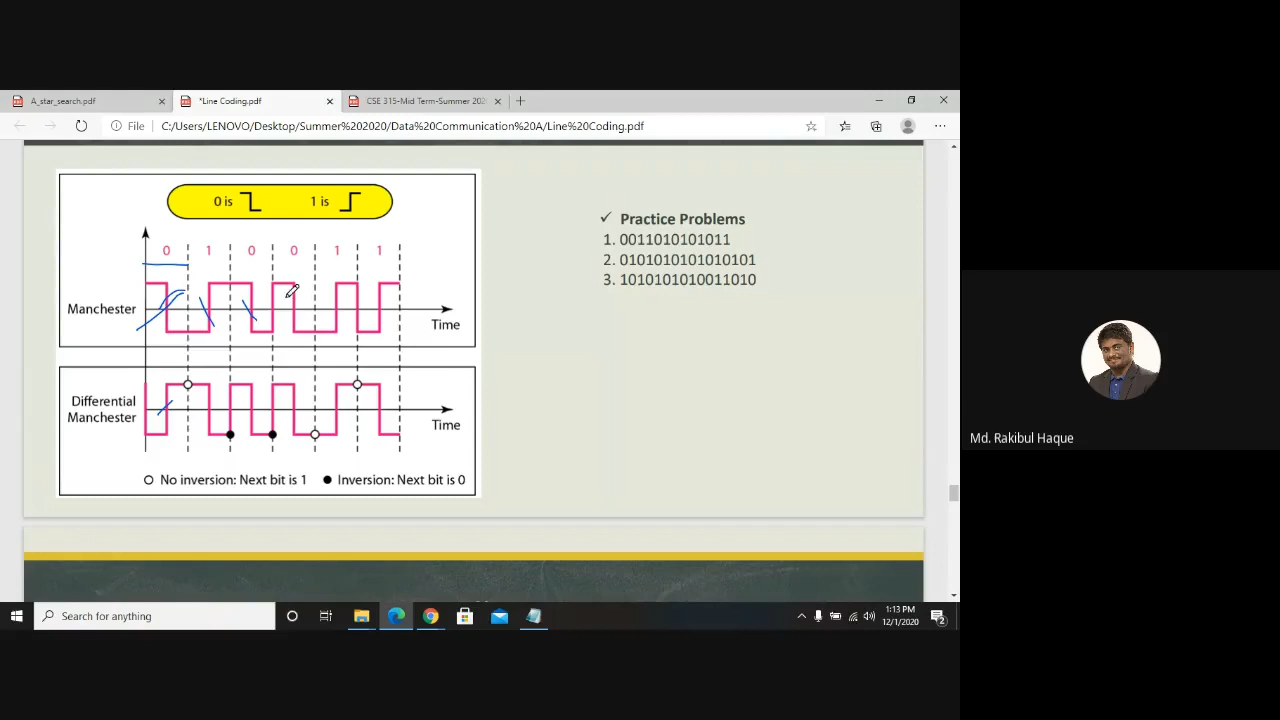 A_star_search.pdf
*Line Coding.pdf
CSE 315-Mid Term-Summer 202
File
C:/Users/LENOVO/Desktop/Summer%202020/Data%20Communication%20A/Line%20Coding.pdf
0 is
1 is
0 1 0 0 1 1
Manchester
Time
Differential
Manchester
Time
No inversion: Next bit is 1
Inversion: Next bit is 0
Practice Problems
1. 0011010101011
2. 0101010101010101
3. 1010101010011010
Md. Rakibul Haque
Search for anything
1:13 PM
12/1/2020
2